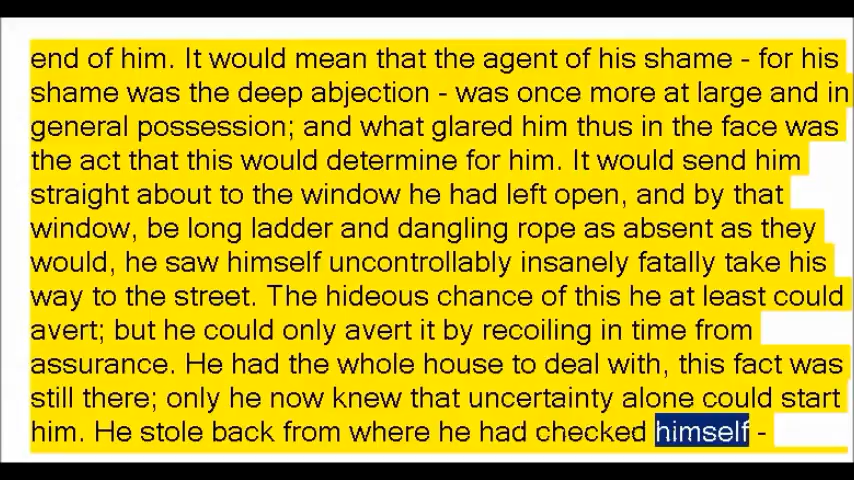 end of him. It would mean that the agent of his shame - for his
shame was the deep abjection - was once more at large and in
general possession; and what glared him thus in the face was
the act that this would determine for him. It would send him
straight about to the window he had left open, and by that
window, be long ladder and dangling rope as absent as they
would, he saw himself uncontrollably insanely fatally take his
way to the street. The hideous chance of this he at least could
avert; but he could only avert it by recoiling in time from
assurance. He had the whole house to deal with, this fact was
still there; only he now knew that uncertainty alone could start
him. He stole back from where he had checked himself -